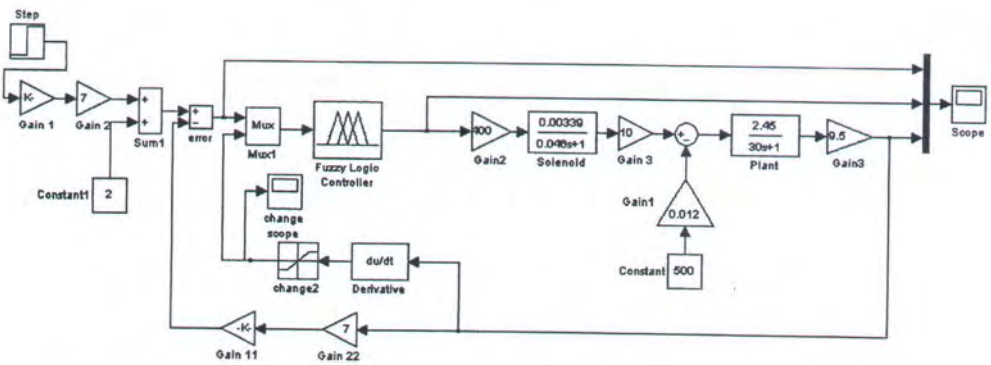 Step
K-
Gain 1
7
Gain 2
+
+
Sum1
Constant1
2
+
−
error
Mux
Mux1
Fuzzy Logic
Controller
change
scope
change2
du/dt
Derivative
-K-
Gain 11
7
Gain 22
400
Gain2
0.00339
0.046s+1
Solenoid
10
Gain 3
+
−
Gain1
0.012
Constant
500
2.45
30s+1
Plant
9.5
Gain3
Scope